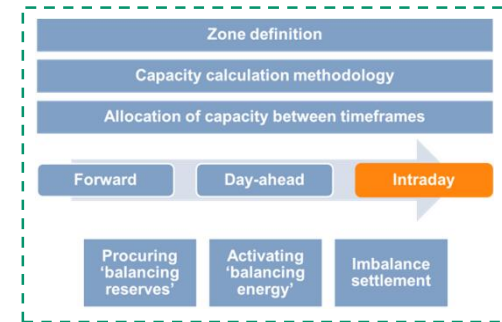 Zone definition
Capacity calculation methodology
Allocation of capacity between timeframes
Forward
Day-ahead
Intraday
Procuring
'balancing
reserves'
Activating
'balancing
energy'
Imbalance
settlement